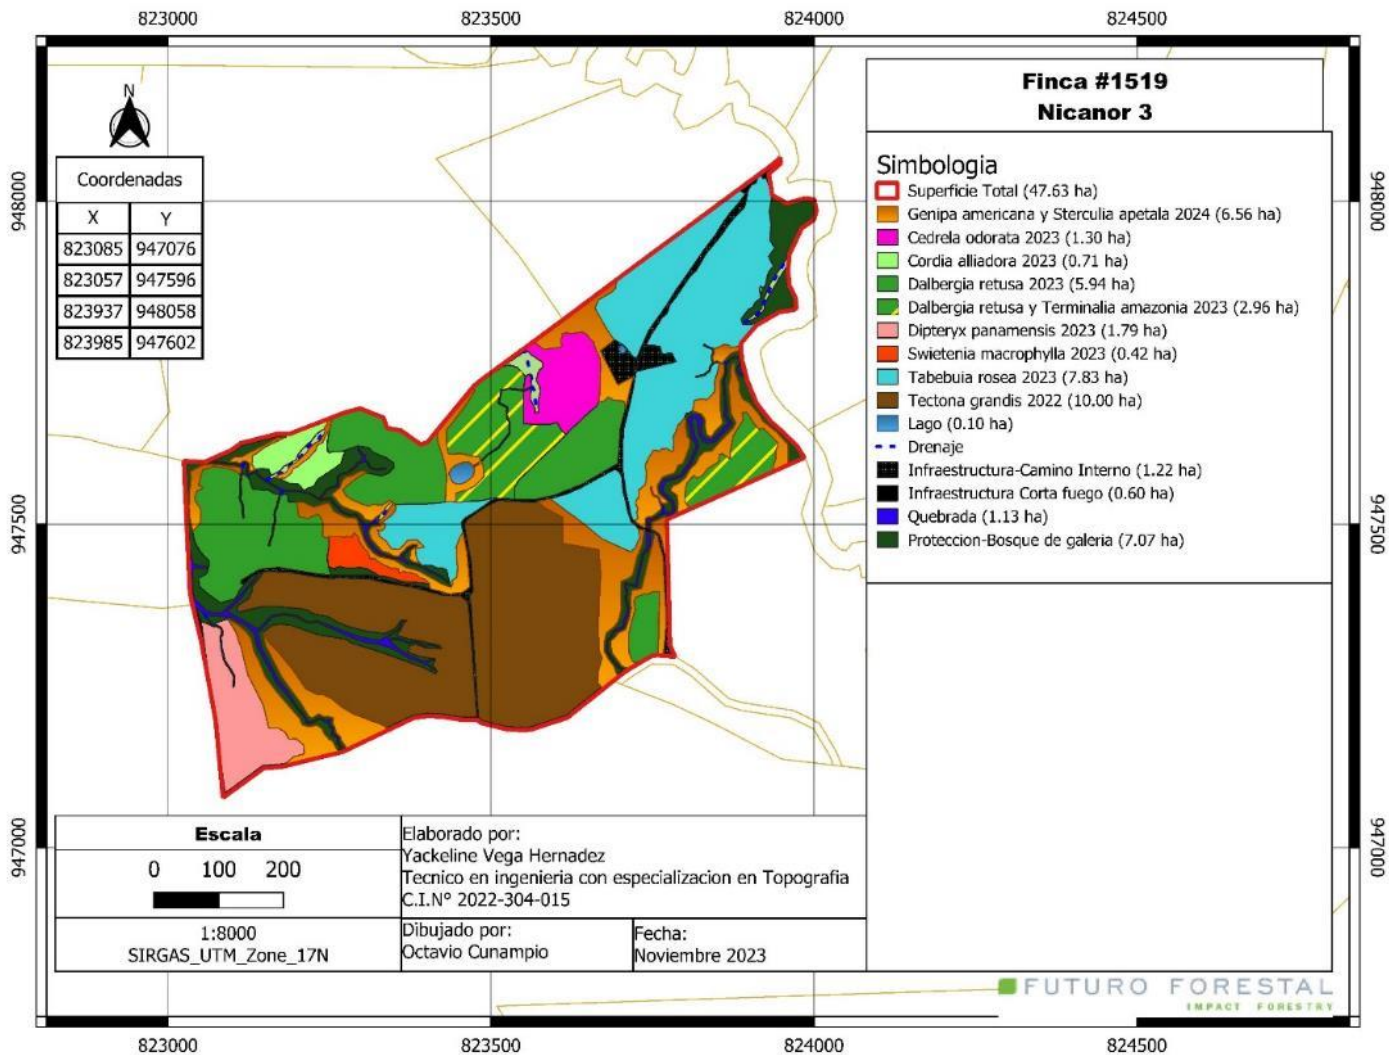 823000 823500 824000 824500
Finca #1519
Nicanor 3
N
Coordenadas
X Y
823085 947076
823057 947596
823937 948058
823985 947602
948000
947500
947000
948000
947500
947000
Simbologia
Superficie Total (47.63 ha)
Genipa americana y Sterculia apetala 2024 (6.56 ha)
Cedrela odorata 2023 (1.30 ha)
Cordia alliadora 2023 (0.71 ha)
Dalbergia retusa 2023 (5.94 ha)
Dalbergia retusa y Terminalia amazonia 2023 (2.96 ha)
Dipteryx panamensis 2023 (1.79 ha)
Swietenia macrophylla 2023 (0.42 ha)
Tabebuia rosea 2023 (7.83 ha)
Tectona grandis 2022 (10.00 ha)
Lago (0.10 ha)
Drenaje
Infraestructura-Camino Interno (1.22 ha)
Infraestructura Corta fuego (0.60 ha)
Quebrada (1.13 ha)
Proteccion-Bosque de galeria (7.07 ha)
Escala
0 100 200
1:8000
SIRGAS_UTM_Zone_17N
Elaborado por:
Yackeline Vega Hernadez
Tecnico en ingenieria con especializacion en Topografia
C.I.N° 2022-304-015
Dibujado por:
Octavio Cunampio
Fecha:
Noviembre 2023
FUTURO FORESTAL
IMPACT FORESTRY
823000 823500 824000 824500